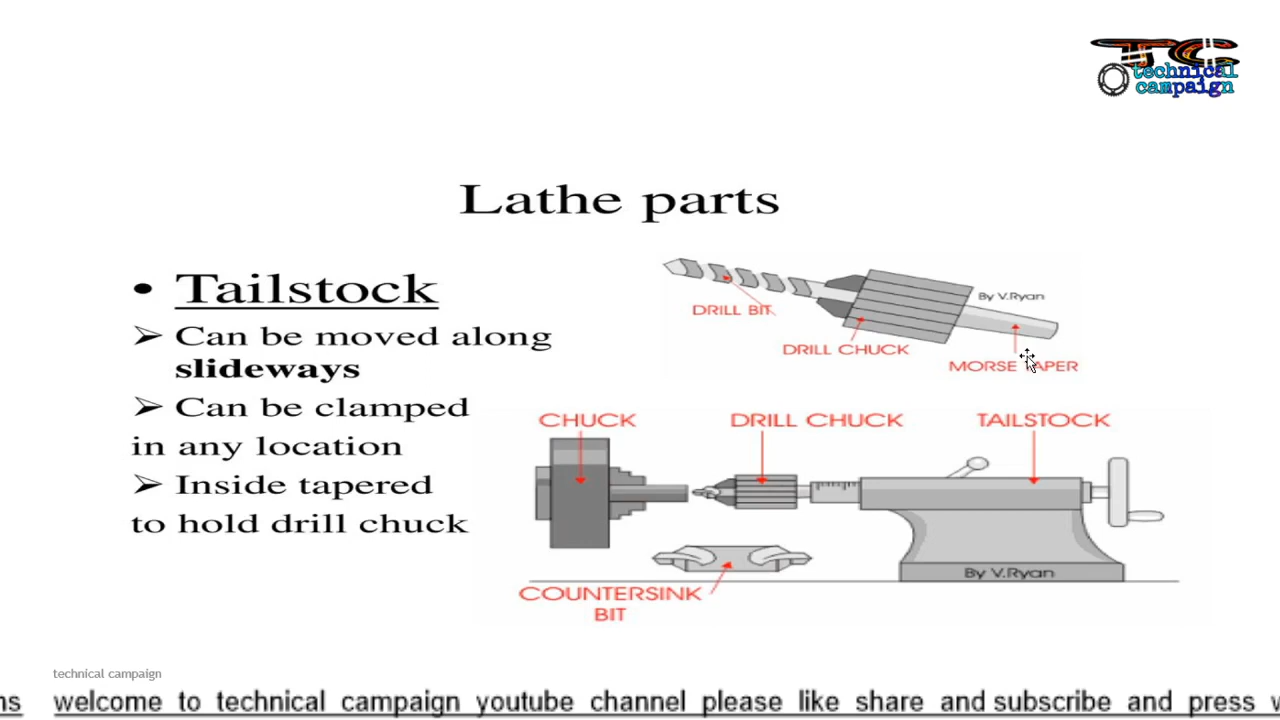 TC
technical
campaign
Lathe parts
• Tailstock
➢ Can be moved along
slideways
➢ Can be clamped
in any location
➢ Inside tapered
to hold drill chuck
DRILL BIT
By V.Ryan
DRILL CHUCK
MORSE TAPER
CHUCK
DRILL CHUCK
TAILSTOCK
By V.Ryan
COUNTERSINK
BIT
technical campaign
welcome to technical campaign youtube channel please like share and subscribe and press